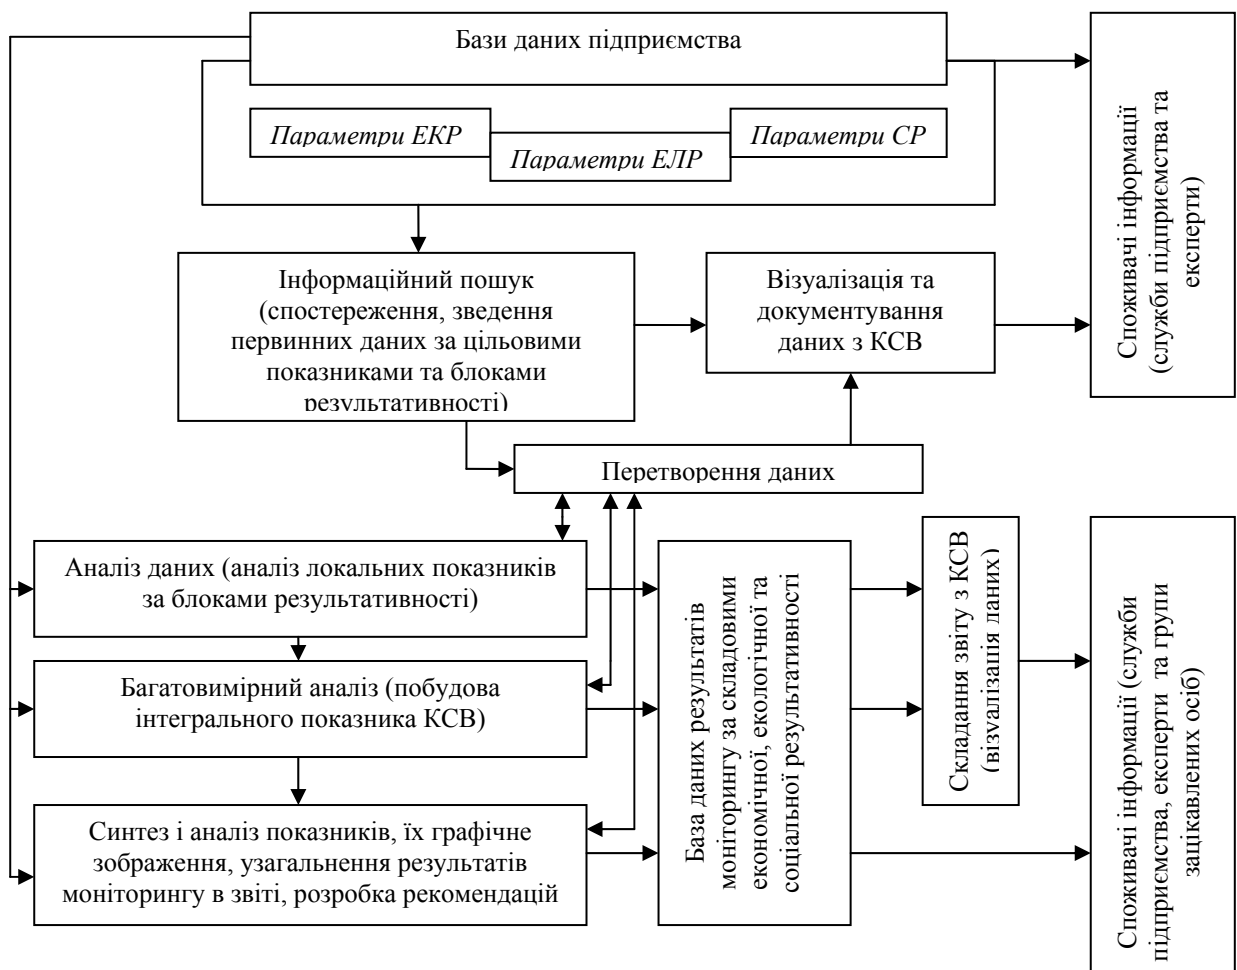 Бази даних підприємства
Параметри ЕКР
Параметри ЕЛР
Параметри СР
Споживачі інформації
(служби підприємства та
експерти)
Інформаційний пошук
(спостереження, зведення
первинних даних за цільовими
показниками та блоками
результативності)
Візуалізація та
документування
даних з КСВ
Перетворення даних
Аналіз даних (аналіз локальних показників
за блоками результативності)
Багатовимірний аналіз (побудова
інтегрального показника КСВ)
Синтез і аналіз показників, їх графічне
зображення, узагальнення результатів
моніторингу в звіті, розробка рекомендацій
База даних результатів
моніторингу за складовими
економічної, екологічної та
соціальної результативності
Складання звіту з КСВ
(візуалізація даних)
Споживачі інформації (служби
підприємства, експерти та групи
зацікавлених осіб)